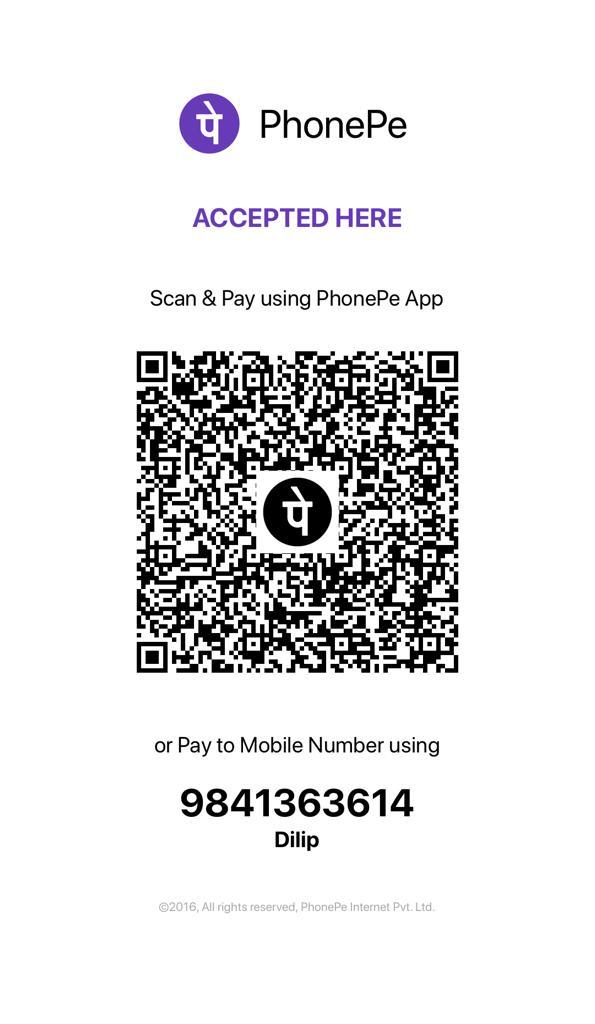 पे PhonePe
ACCEPTED HERE
Scan & Pay using PhonePe App
पे
or Pay to Mobile Number using
9841363614
Dilip
©2016, All rights reserved, PhonePe Internet Pvt. Ltd.